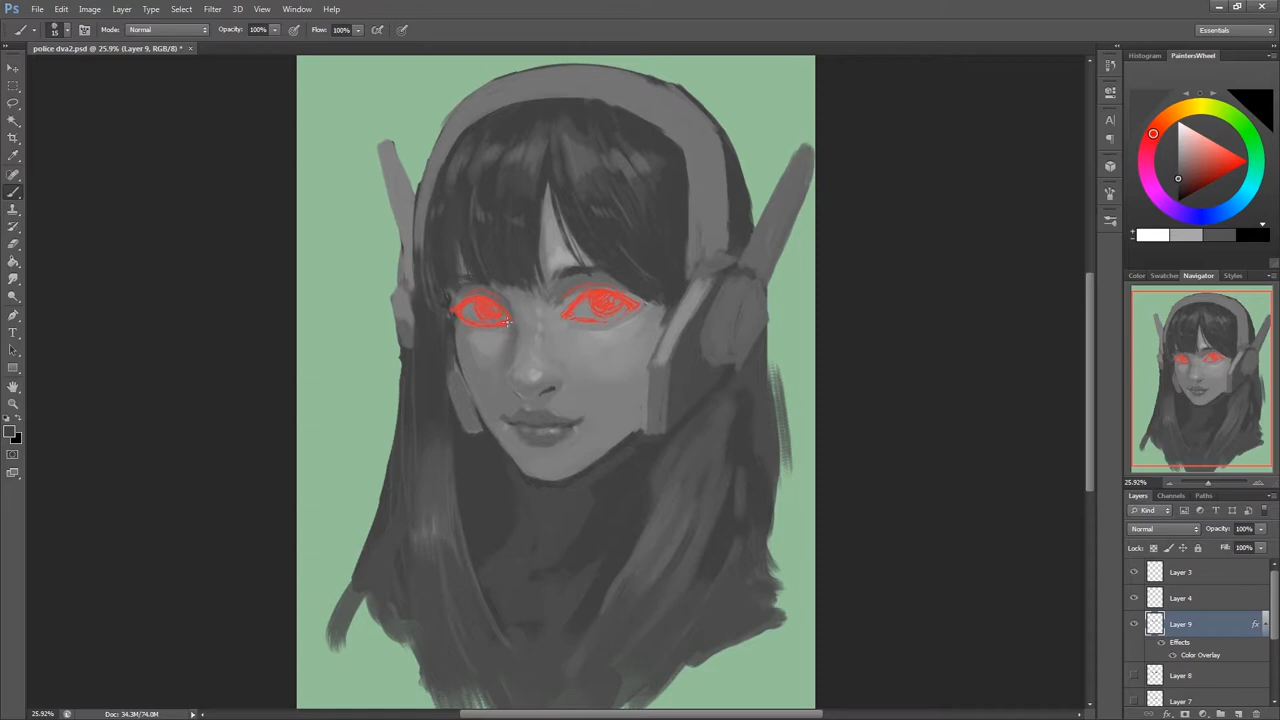 Ps File Edit Image Layer Type Select Filter 3D View Window Help
15 Mode: Normal Opacity: 100% Flow: 100% Essentials
police dva2.psd @ 25.9% (Layer 9, RGB/8) * ×
Histogram PaintersWheel
Color Swatches Navigator Styles
25.92%
Layers Channels Paths
Kind
Normal Opacity: 100%
Lock: Fill: 100%
Layer 3
Layer 4
Layer 9 fx
Effects
Color Overlay
Layer 8
Layer 7
25.92% Doc: 34.3M/74.0M